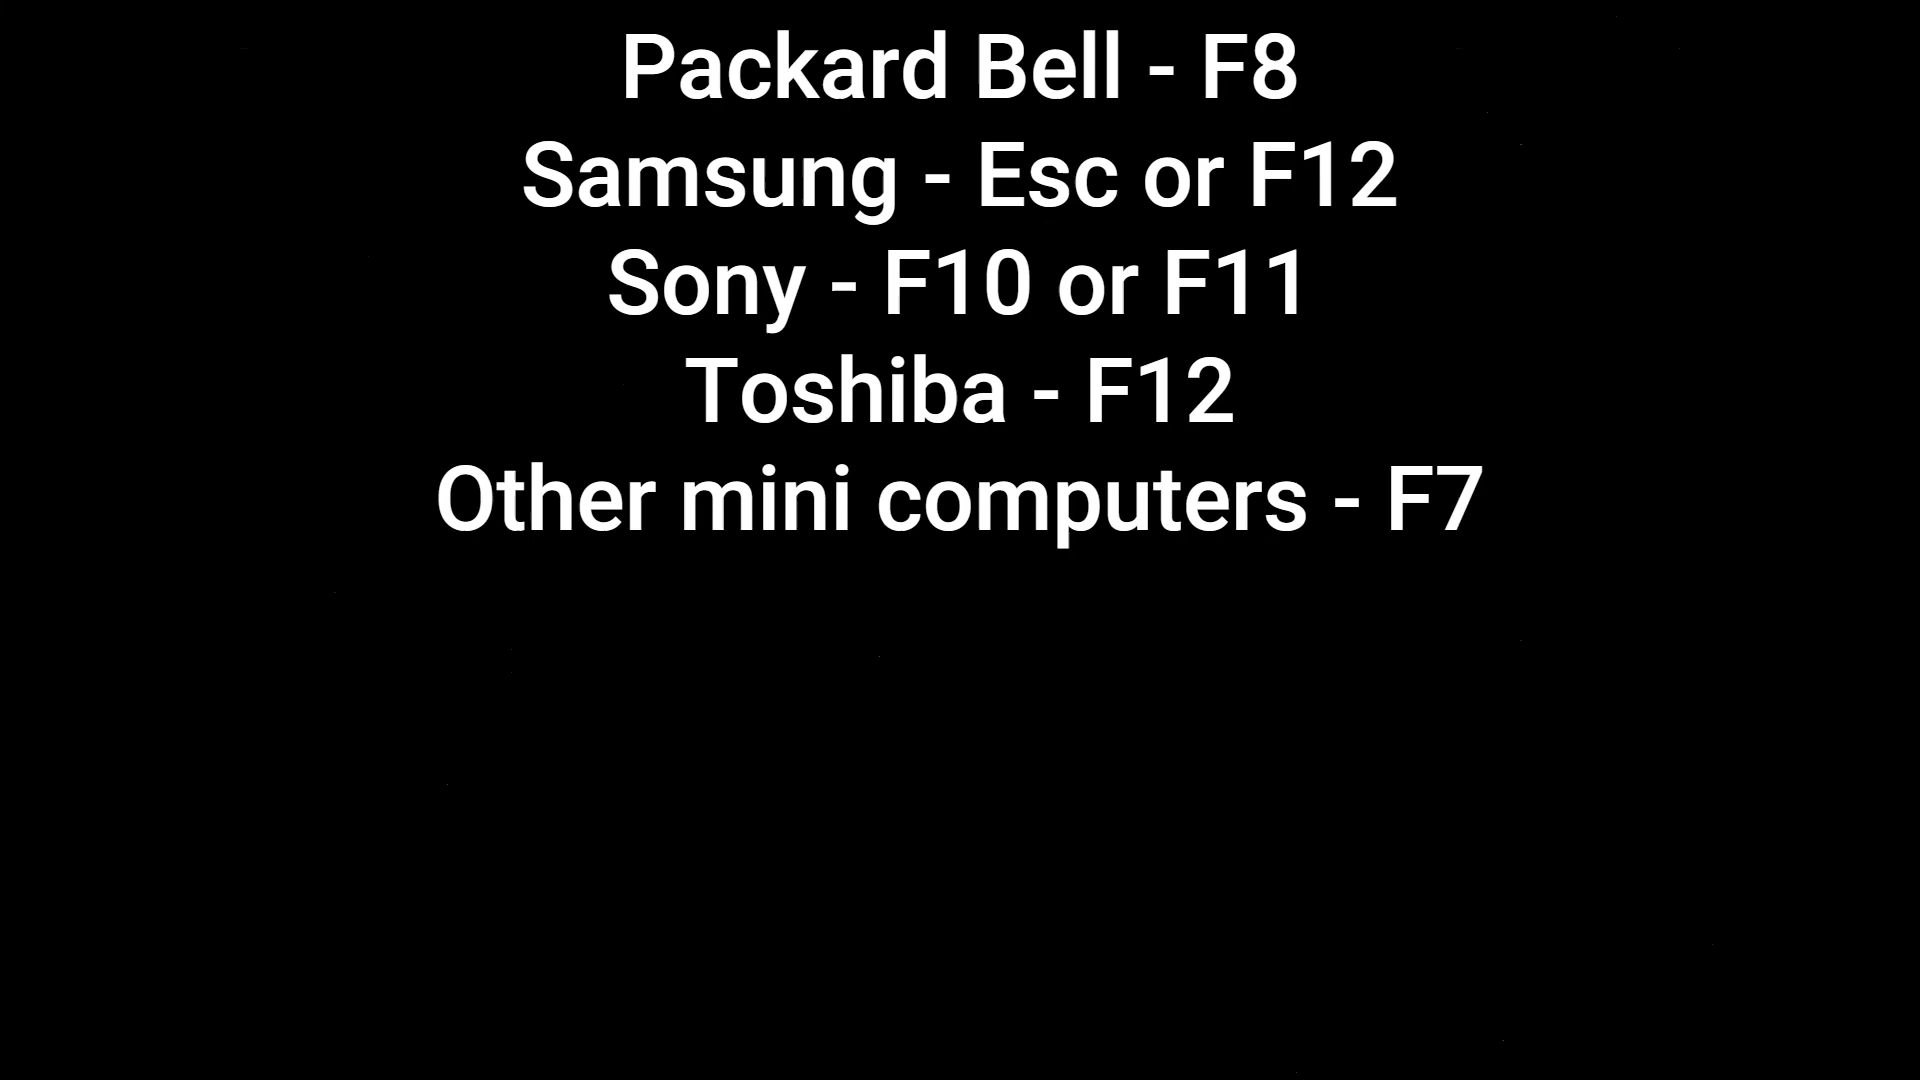 Packard Bell - F8
Samsung - Esc or F12
Sony - F10 or F11
Toshiba - F12
Other mini computers - F7